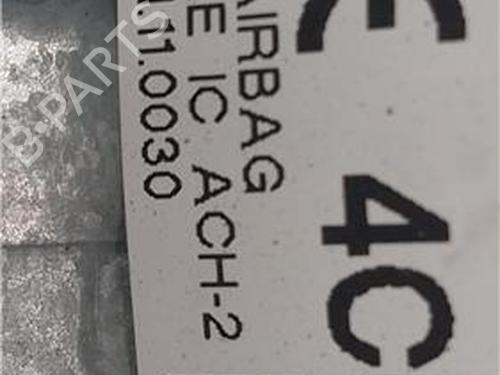 E 4C
AIRBAG
E IC ACH-2
.11.0030
B-PARTS